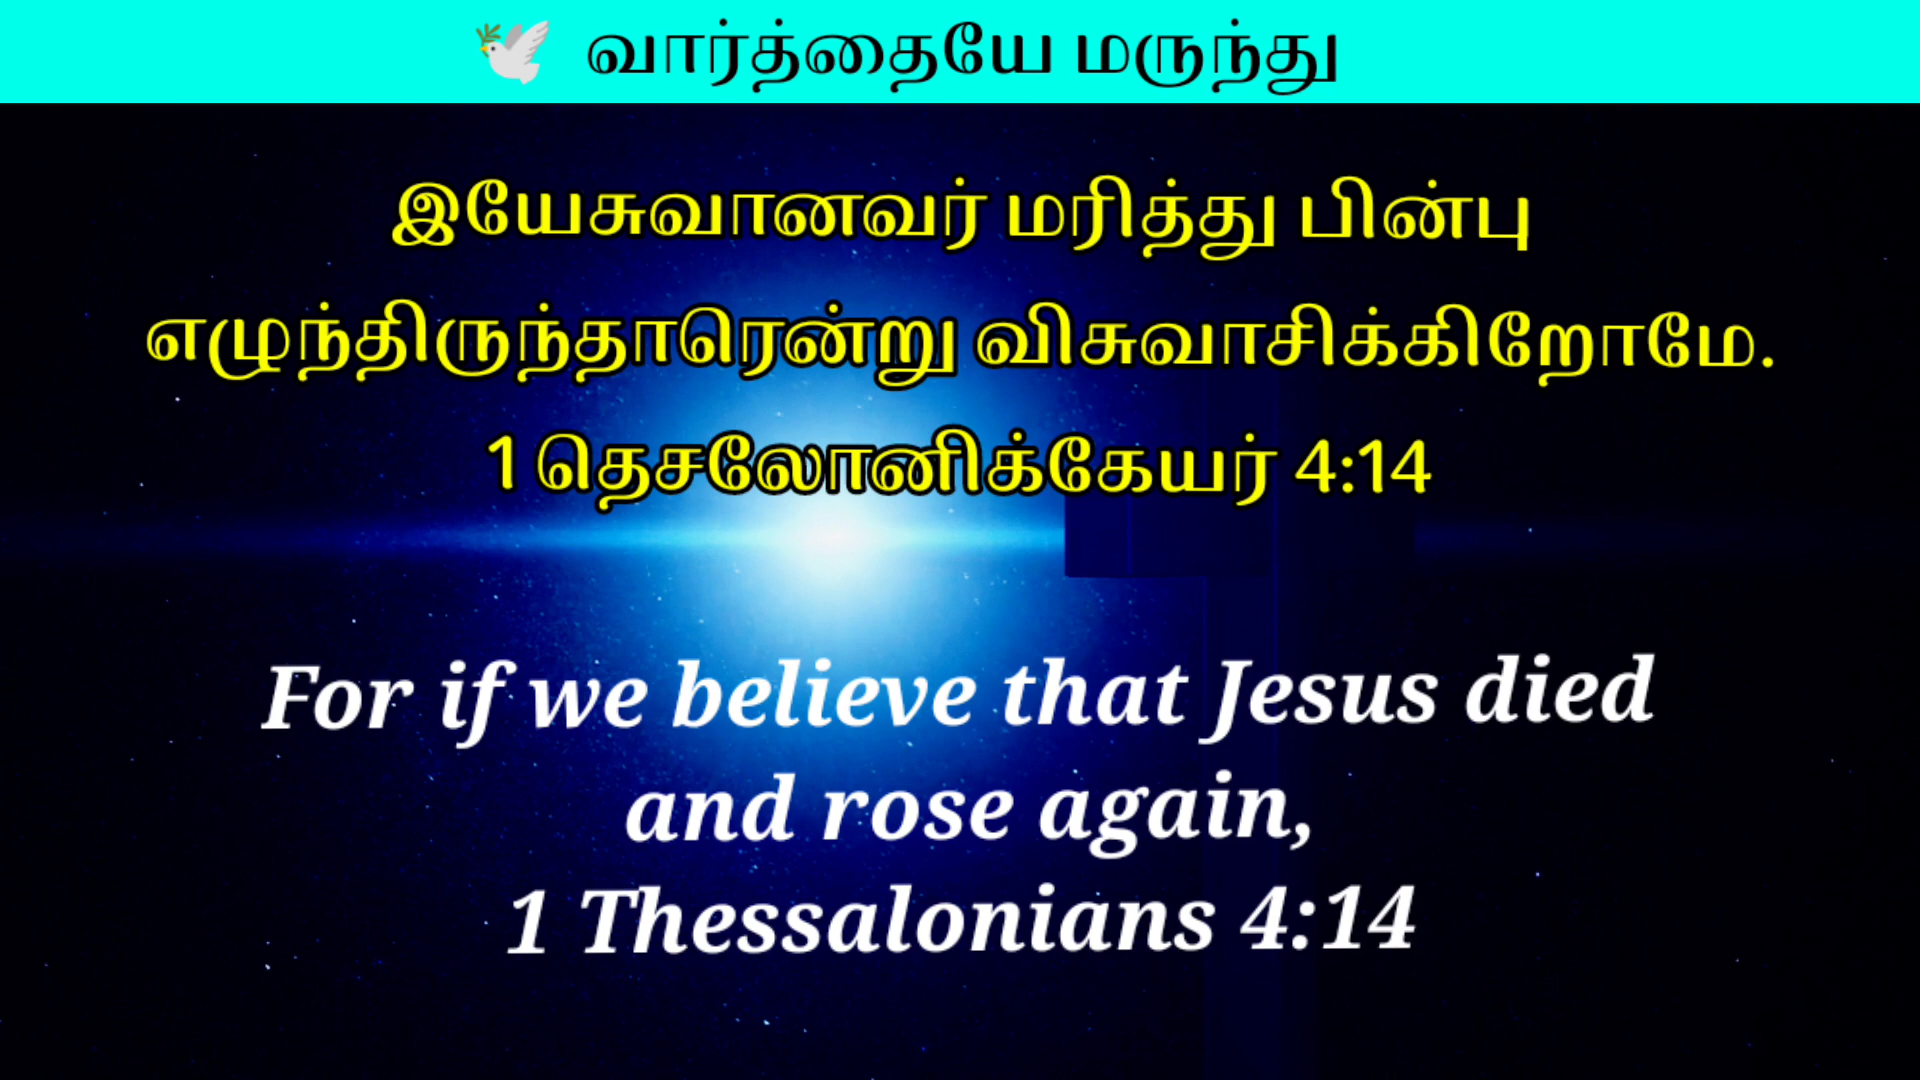 🕊️ வார்த்தையே மருந்து
இயேசுவானவர் மரித்து பின்பு
எழுந்திருந்தாரென்று விசுவாசிக்கிறோமே.
1 தெசலோனிக்கேயர் 4:14
For if we believe that Jesus died
and rose again,
1 Thessalonians 4:14